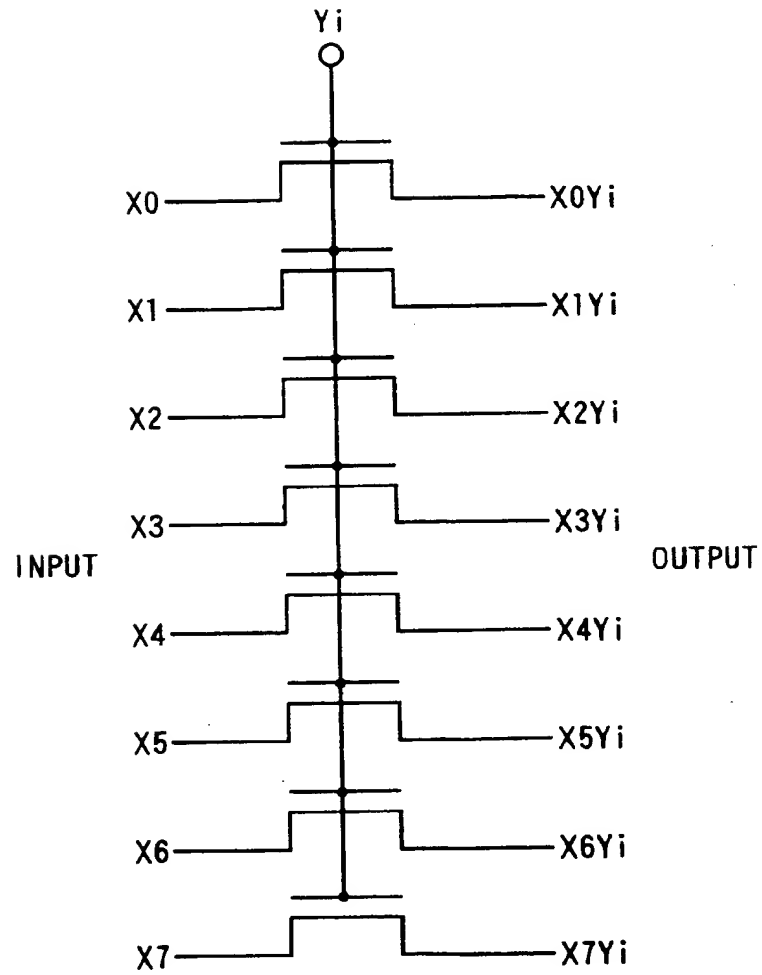 Yi
X0 X0Yi
X1 X1Yi
X2 X2Yi
X3 X3Yi
INPUT OUTPUT
X4 X4Yi
X5 X5Yi
X6 X6Yi
X7 X7Yi